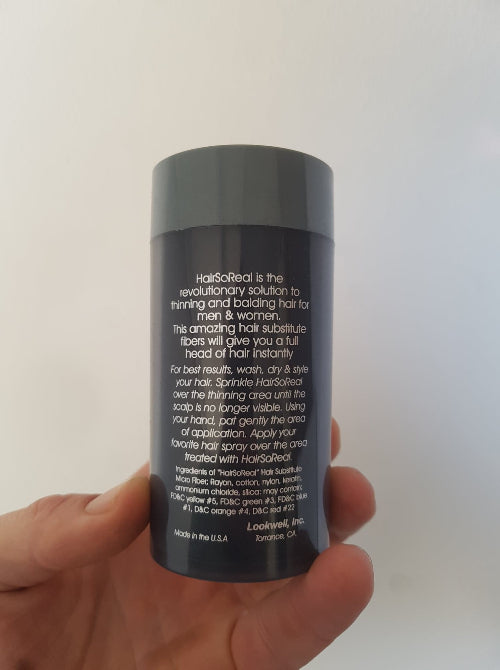 HairSoReal is the
revolutionary solution to
thinning and balding hair for
men & women.
This amazing hair substitute
fibers will give you a full
head of hair instantly
For best results, wash, dry & style
your hair. Sprinkle HairSoReal
over the thinning area until the
scalp is no longer visible. Using
your hand, pat gently the area
of application. Apply your
favorite hair spray over the area
treated with HairSoReal.
Ingredients of "HairSoReal" Hair Substitute
Micro Fiber; Rayon, cotton, nylon, keratin,
ammonium chloride, silica: may contain:
FD&C yellow #5, FD&C green #3, FD&C blue
#1, D&C orange #4, D&C red #22
Lookwell, Inc.
Made in the U.S.A Torrance, CA.